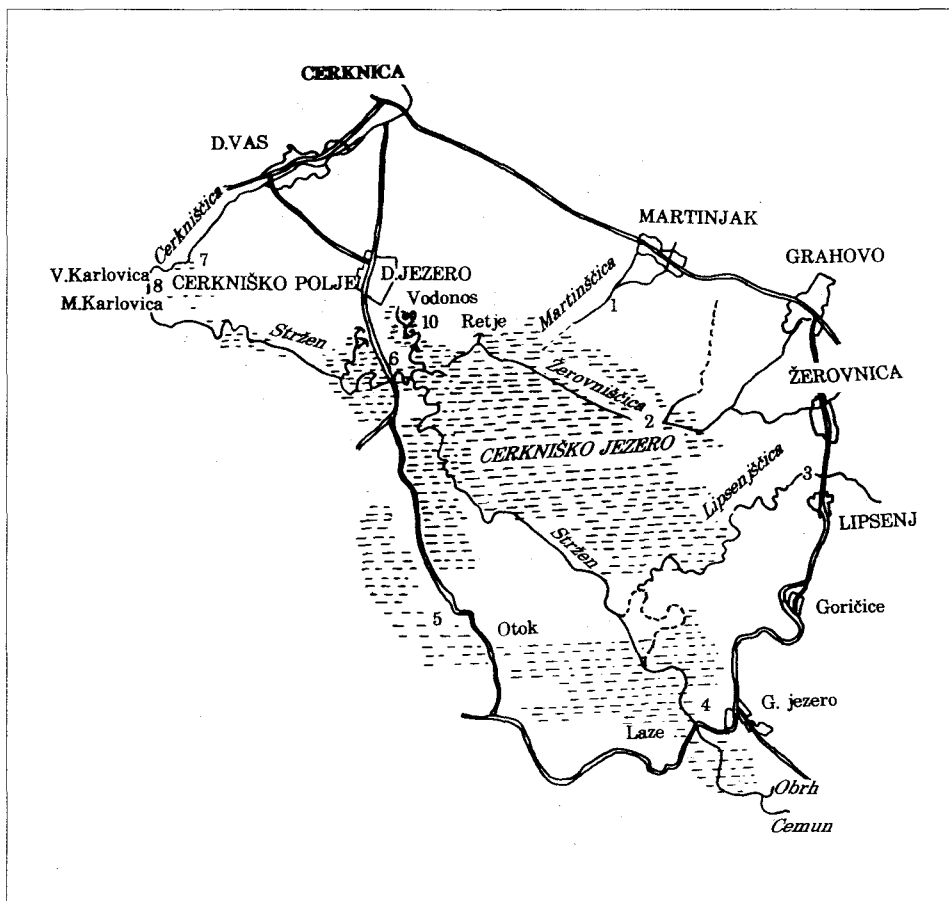 CERKNICA
D.VAS
MARTINJAK
Cerkniščica
GRAHOVO
7
V.Karlovica
8 CERKNIŠKO POLJE
D.JEZERO
Martinščica
1
M.Karlovica
Vodonos
10
Retje
Stržen
6
Žerovniščica
ŽEROVNICA
2
CERKNIŠKO JEZERO
Lipsenjščica
3
LIPSENJ
Stržen
Goričice
5
Otok
4
G. jezero
Laze
Obrh
Cemun